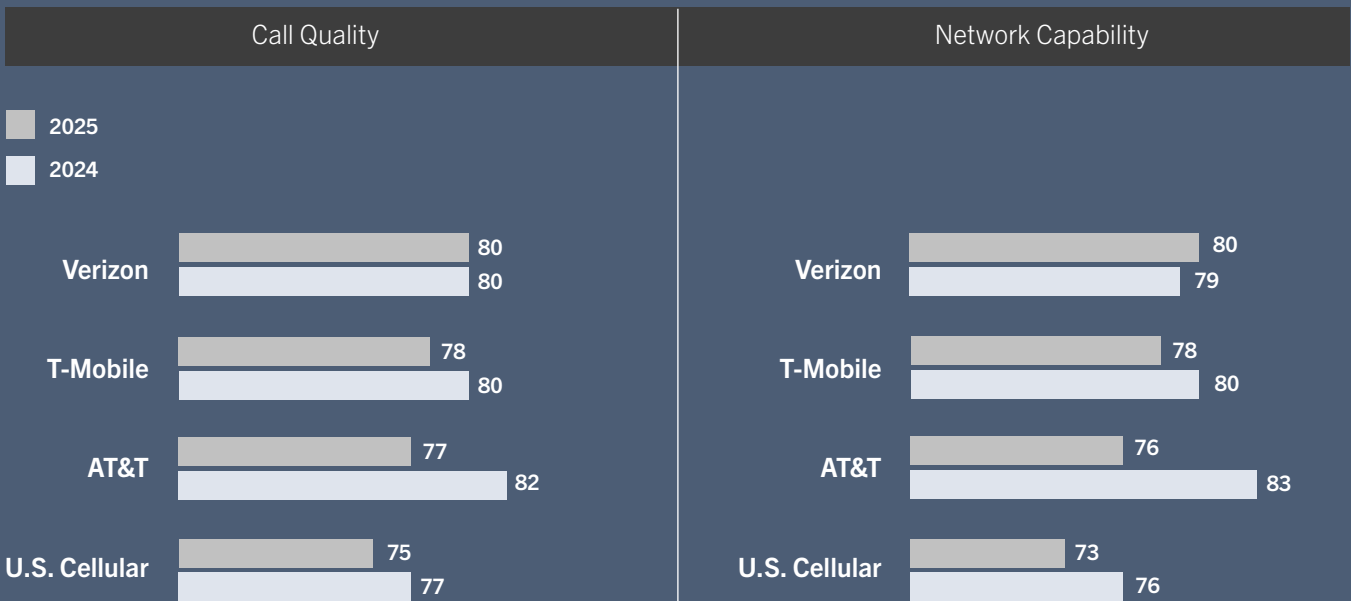 Call Quality
Network Capability
2025
2024
Verizon
80
80
T-Mobile
78
80
AT&T
77
82
U.S. Cellular
75
77
Verizon
80
79
T-Mobile
78
80
AT&T
76
83
U.S. Cellular
73
76